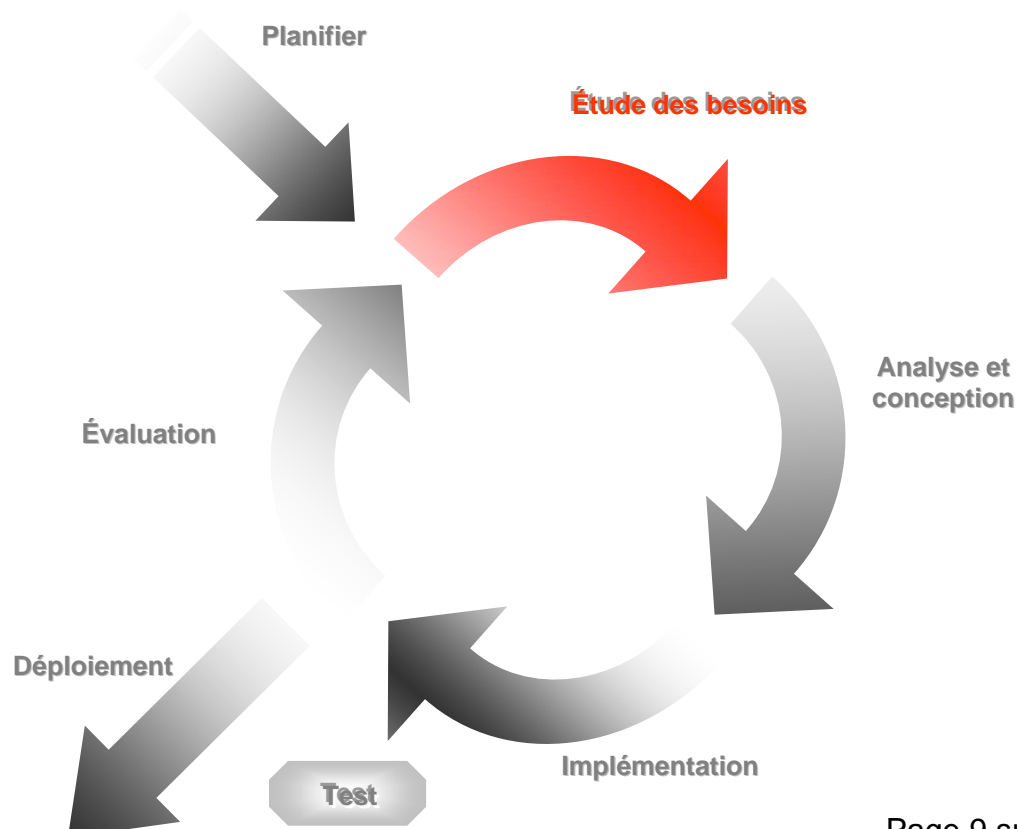 Planifier
Étude des besoins
Analyse et
conception
Évaluation
Déploiement
Implémentation
Test
Page 9 su